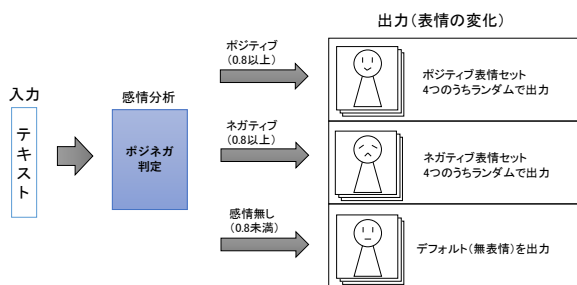 出力（表情の変化）
入力
テキスト
感情分析
ポジネガ
判定
ポジティブ
（0.8以上）
ポジティブ表情セット
4つのうちランダムで出力
ネガティブ
（0.8以上）
ネガティブ表情セット
4つのうちランダムで出力
感情無し
（0.8未満）
デフォルト（無表情）を出力